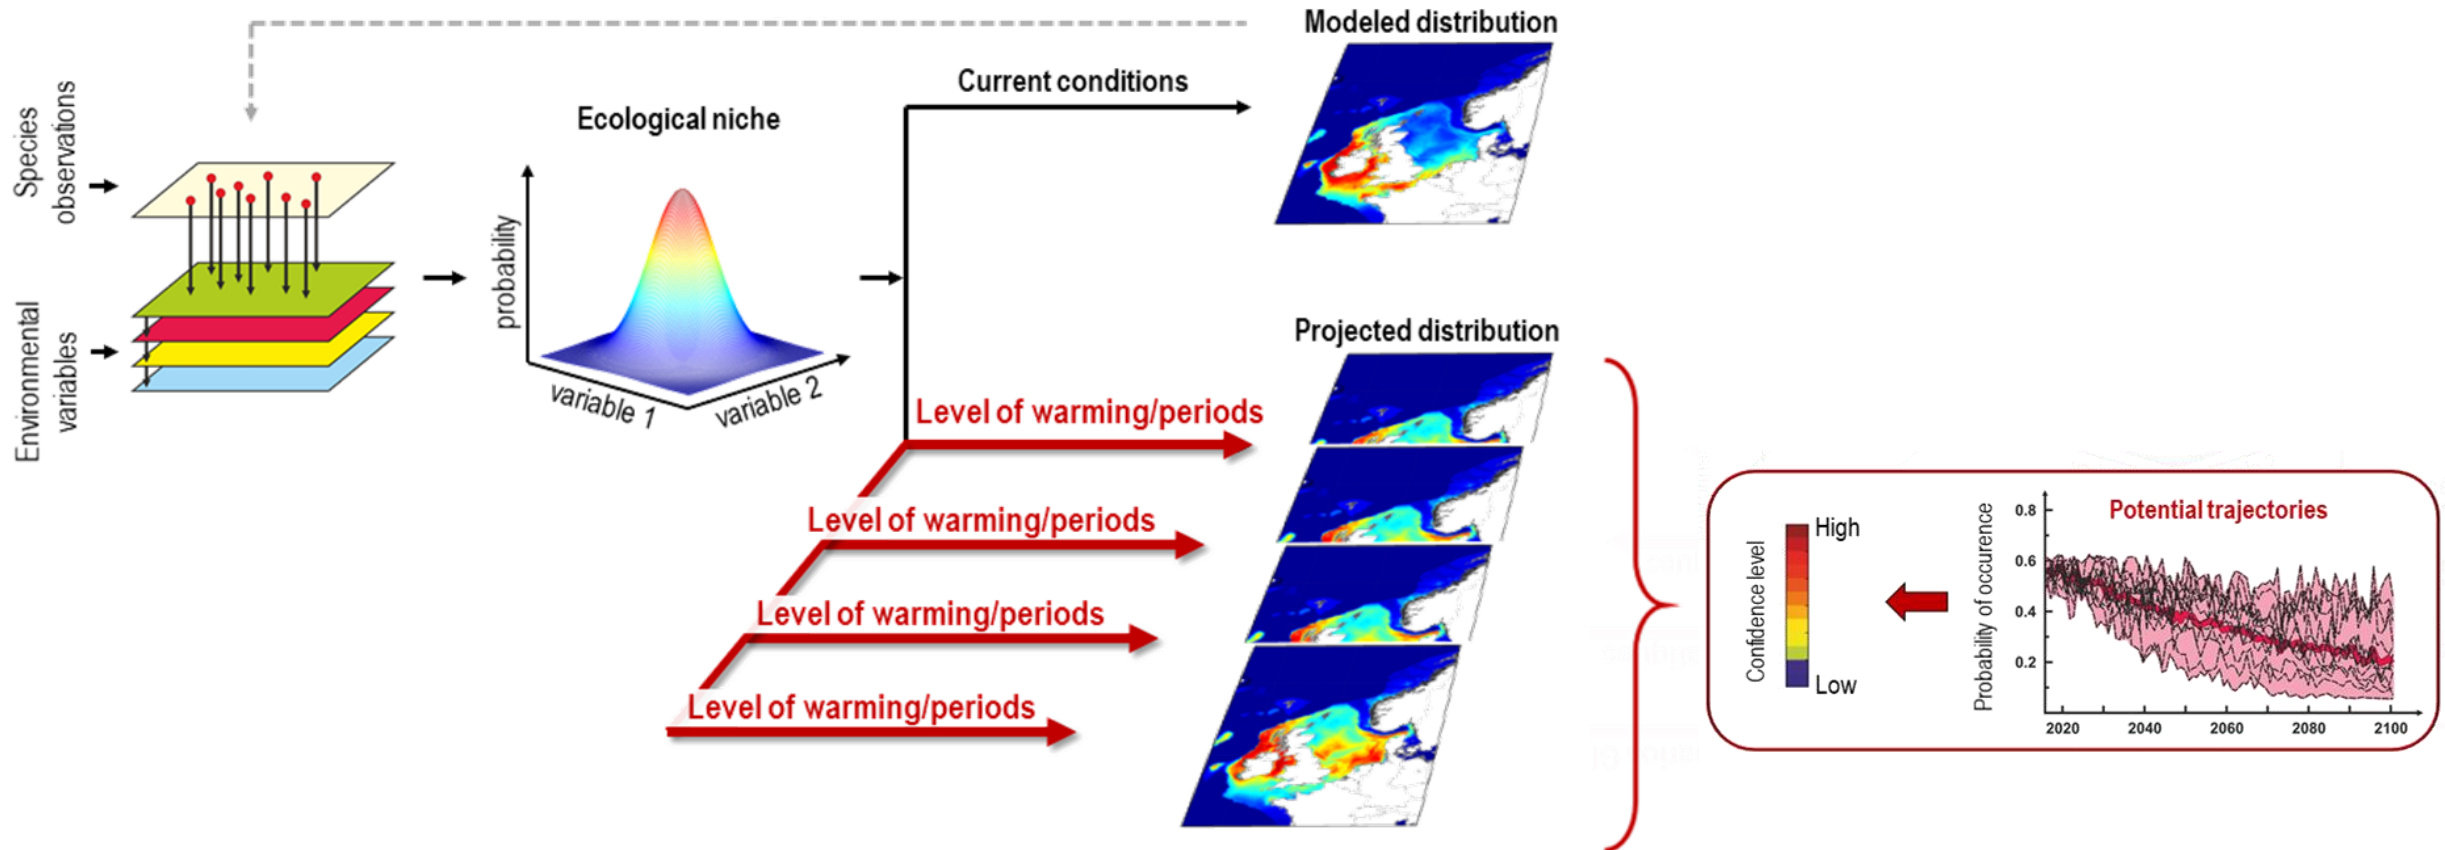 Modeled distribution
Current conditions
Species
observations
Ecological niche
probability
variable 1
variable 2
Environmental
variables
Projected distribution
Level of warming/periods
Level of warming/periods
Level of warming/periods
Level of warming/periods
Confidence level
High
Low
Potential trajectories
Probability of occurence
0.8
0.6
0.4
0.2
2020
2040
2060
2080
2100